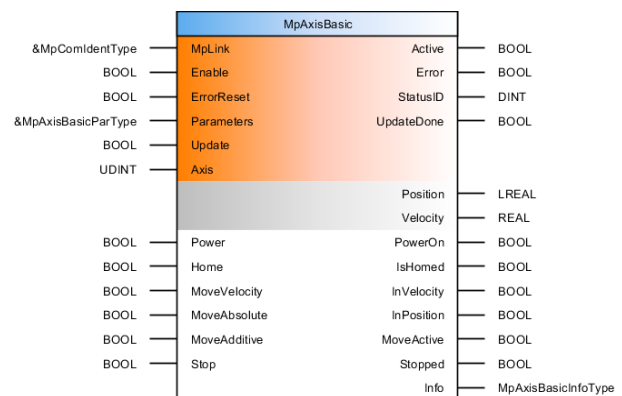 MpAxisBasic
&MpComIdentType MpLink Active BOOL
BOOL Enable Error BOOL
BOOL ErrorReset StatusID DINT
&MpAxisBasicParType Parameters UpdateDone BOOL
BOOL Update
UDINT Axis
Position LREAL
Velocity REAL
BOOL Power PowerOn BOOL
BOOL Home IsHomed BOOL
BOOL MoveVelocity InVelocity BOOL
BOOL MoveAbsolute InPosition BOOL
BOOL MoveAdditive MoveActive BOOL
BOOL Stop Stopped BOOL
Info MpAxisBasicInfoType